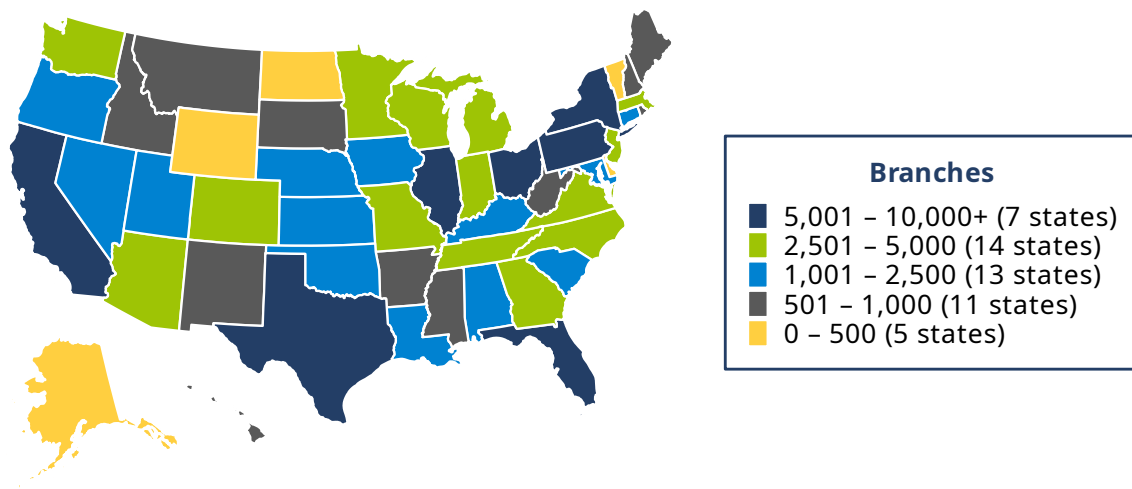 Branches
5,001 – 10,000+ (7 states)
2,501 – 5,000 (14 states)
1,001 – 2,500 (13 states)
501 – 1,000 (11 states)
0 – 500 (5 states)